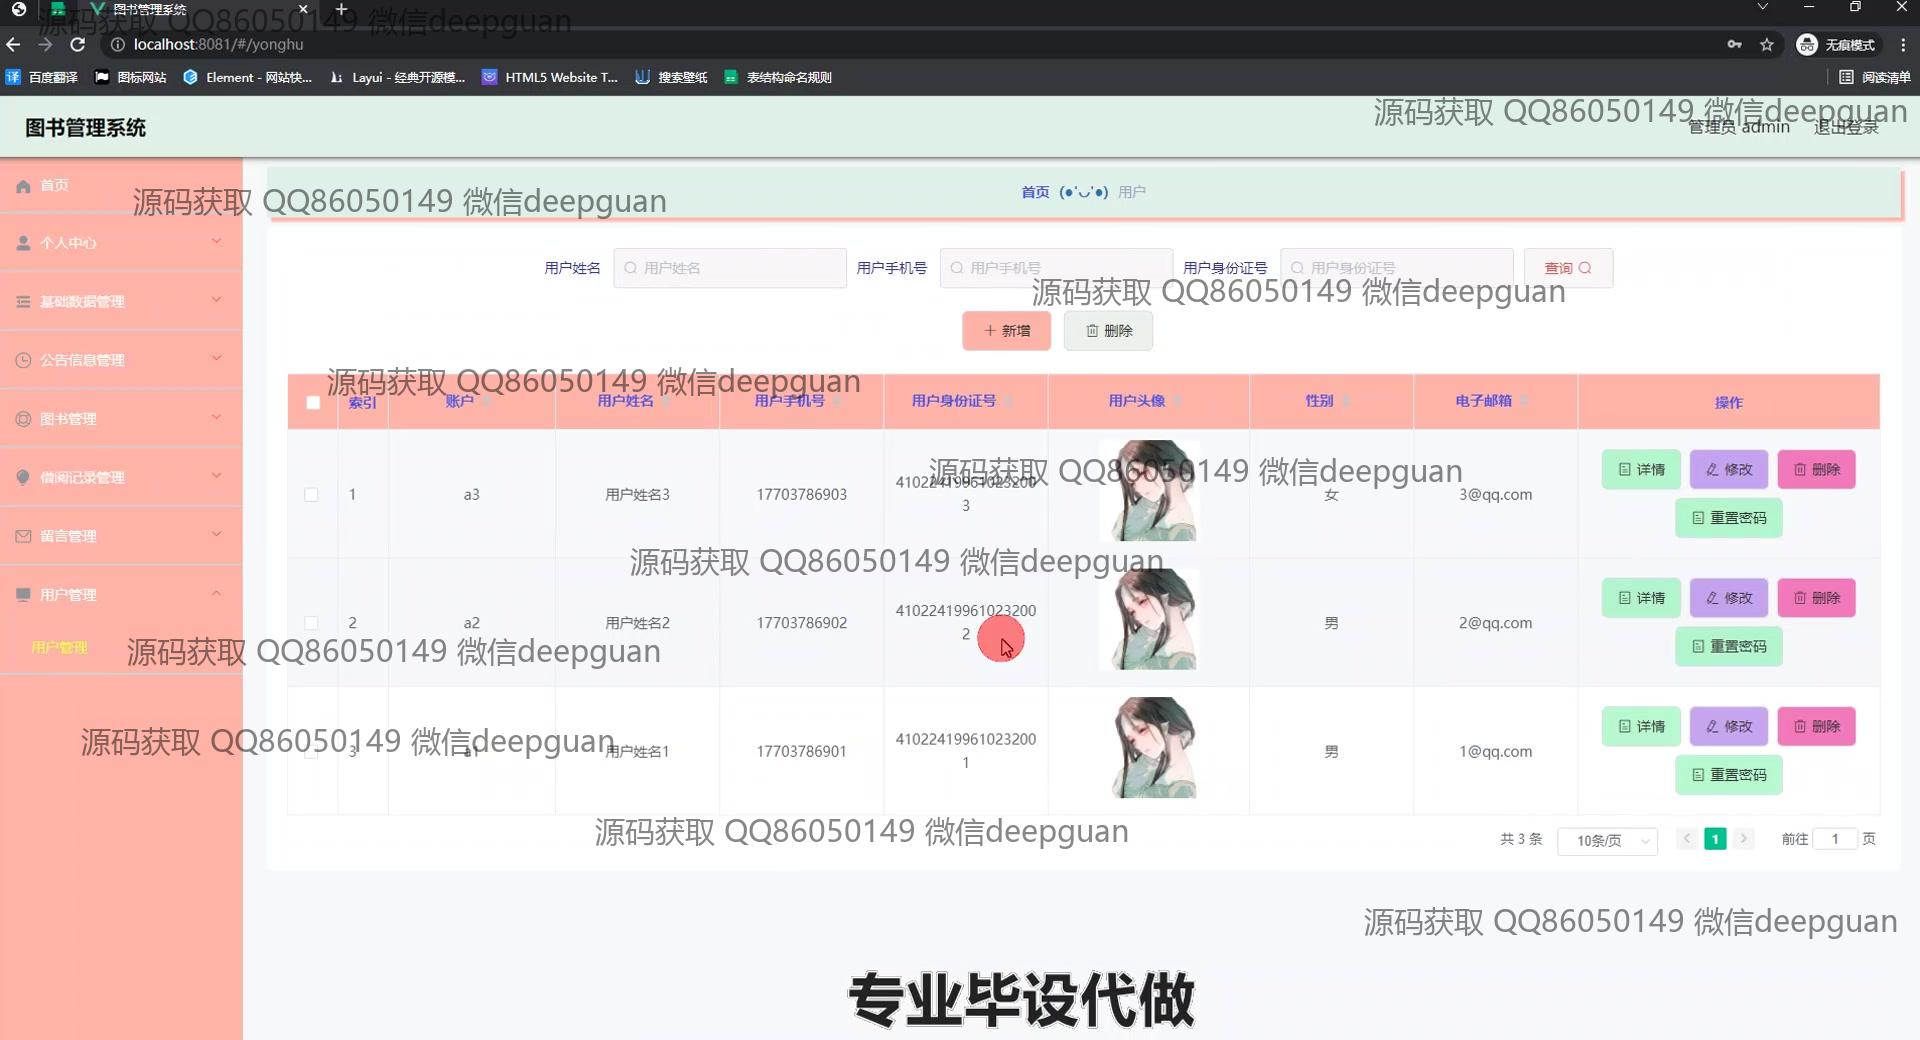 图书管理系统
源码获取 QQ86050149 微信deepguan
localhost:8081/#/yonghu
无痕模式
百度翻译 图标网站 Element - 网站快... Layui - 经典开源模... HTML5 Website T... 搜索壁纸 表结构命名规则 阅读清单
源码获取 QQ86050149 微信deepguan
图书管理系统
管理员 admin 退出登录
首页
源码获取 QQ86050149 微信deepguan
首页 (●'◡'●) 用户
个人中心
用户姓名 用户姓名 用户手机号 用户手机号 用户身份证号 用户身份证号 查询
源码获取 QQ86050149 微信deepguan
基础数据管理
新增 删除
公告信息管理
源码获取 QQ86050149 微信deepguan
索引 账户 用户姓名 用户手机号 用户身份证号 用户头像 性别 电子邮箱 操作
图书管理
源码获取 QQ86050149 微信deepguan
借阅记录管理
1 a3 用户姓名3 17703786903 410224199610232003 女 3@qq.com 详情 修改 删除
重置密码
留言管理
源码获取 QQ86050149 微信deepguan
用户管理
2 a2 用户姓名2 17703786902 410224199610232002 男 2@qq.com 详情 修改 删除
重置密码
用户管理
源码获取 QQ86050149 微信deepguan
源码获取 QQ86050149 微信deepguan
3 a1 用户姓名1 17703786901 410224199610232001 男 1@qq.com 详情 修改 删除
重置密码
源码获取 QQ86050149 微信deepguan
共 3 条 10条/页 1 前往 1 页
源码获取 QQ86050149 微信deepguan
专业毕设代做